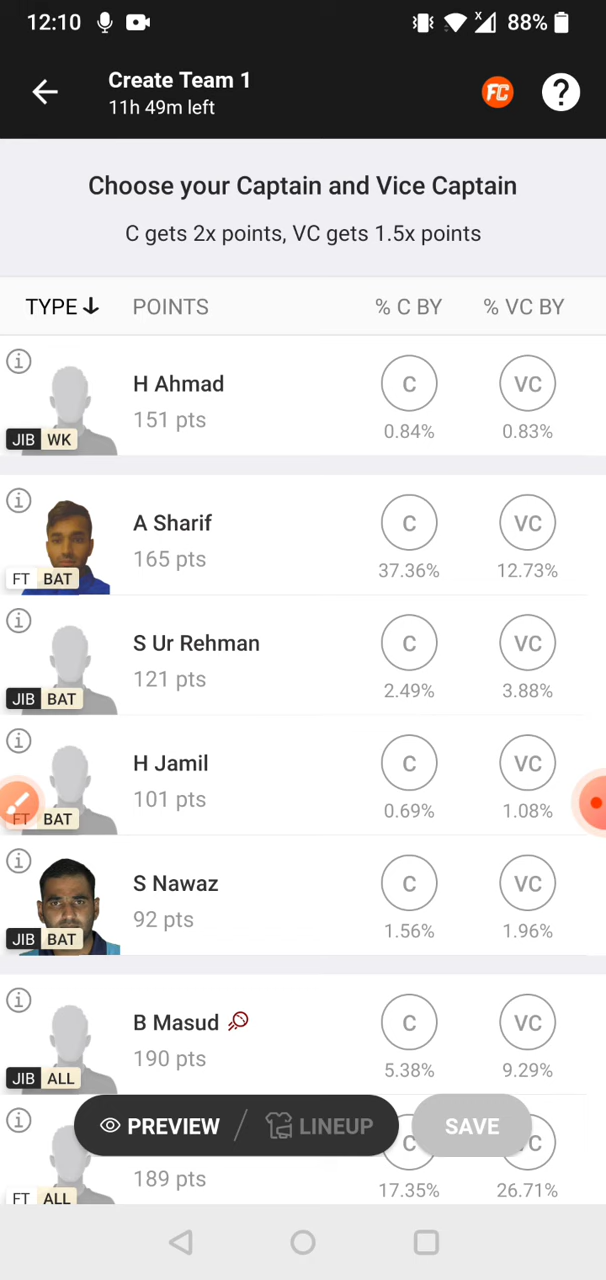 12:10 88%
Create Team 1
11h 49m left
FC ?
Choose your Captain and Vice Captain
C gets 2x points, VC gets 1.5x points
TYPE POINTS % C BY % VC BY
H Ahmad C VC
151 pts
JIB WK 0.84% 0.83%
A Sharif C VC
165 pts
FT BAT 37.36% 12.73%
S Ur Rehman C VC
121 pts
JIB BAT 2.49% 3.88%
H Jamil C VC
101 pts
FT BAT 0.69% 1.08%
S Nawaz C VC
92 pts
JIB BAT 1.56% 1.96%
B Masud C VC
190 pts
JIB ALL 5.38% 9.29%
PREVIEW / LINEUP C SAVE VC
189 pts
FT ALL 17.35% 26.71%